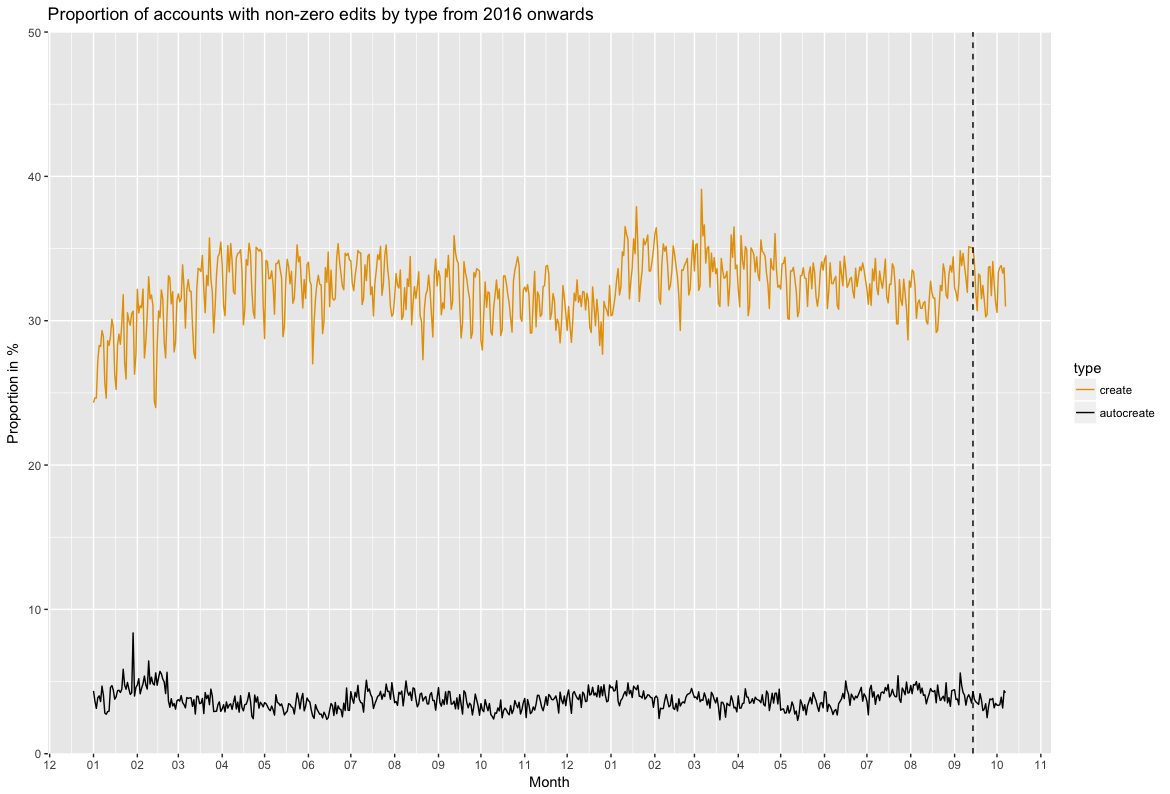 Proportion of accounts with non-zero edits by type from 2016 onwards
50
40
30
20
10
0
Proportion in %
12 01 02 03 04 05 06 07 08 09 10 11 12 01 02 03 04 05 06 07 08 09 10 11
Month
type
create
autocreate